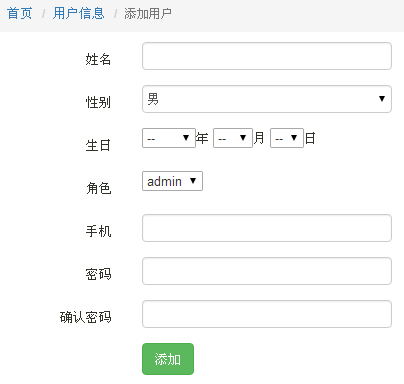 首页 / 用户信息 / 添加用户
姓名
性别 男
生日 -- 年 -- 月 -- 日
角色 admin
手机
密码
确认密码
添加